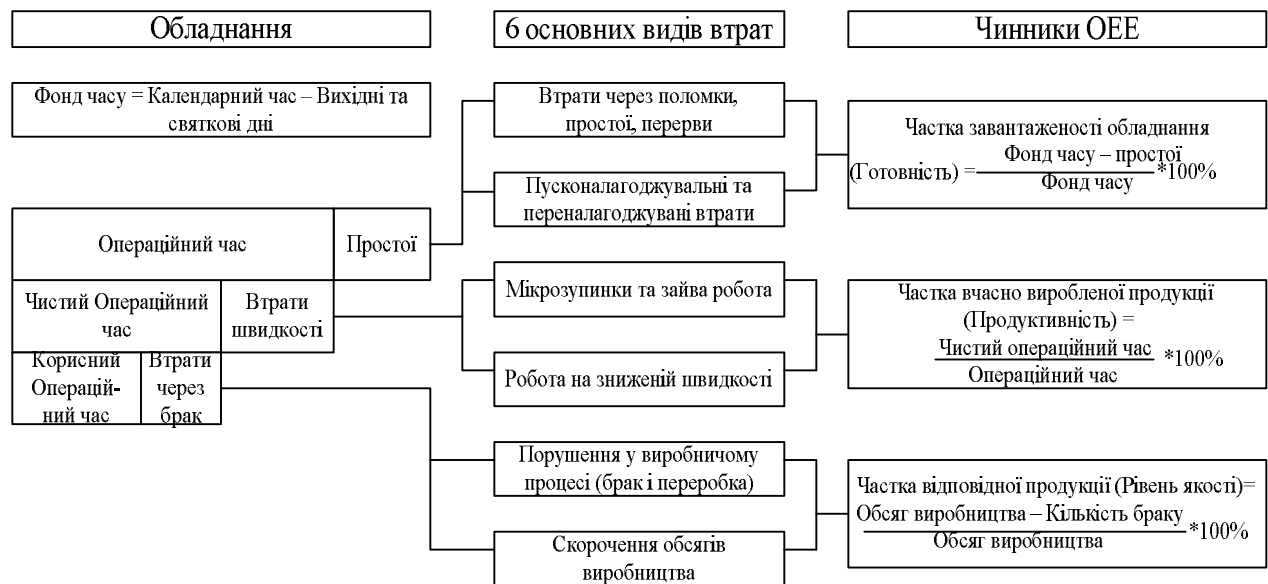 Обладнання
6 основних видів втрат
Чинники ОЕЕ
Фонд часу = Календарний час – Вихідні та
святкові дні
Операційний час
Простої
Чистий Операційний
час
Втрати
швидкості
Корисний
Операцій-
ний час
Втрати
через
брак
Втрати через поломки,
простої, перерви
Пусконалагоджувальні та
переналагоджувані втрати
Мікрозупинки та зайва робота
Робота на зниженій швидкості
Порушення у виробничому
процесі (брак і переробка)
Скорочення обсягів
виробництва
Частка завантаженості обладнання
Фонд часу – простої
(Готовність) = *100%
Фонд часу
Частка вчасно виробленої продукції
(Продуктивність) =
Чистий операційний час
*100%
Операційний час
Частка відповідної продукції (Рівень якості)=
Обсяг виробництва – Кількість браку
*100%
Обсяг виробництва